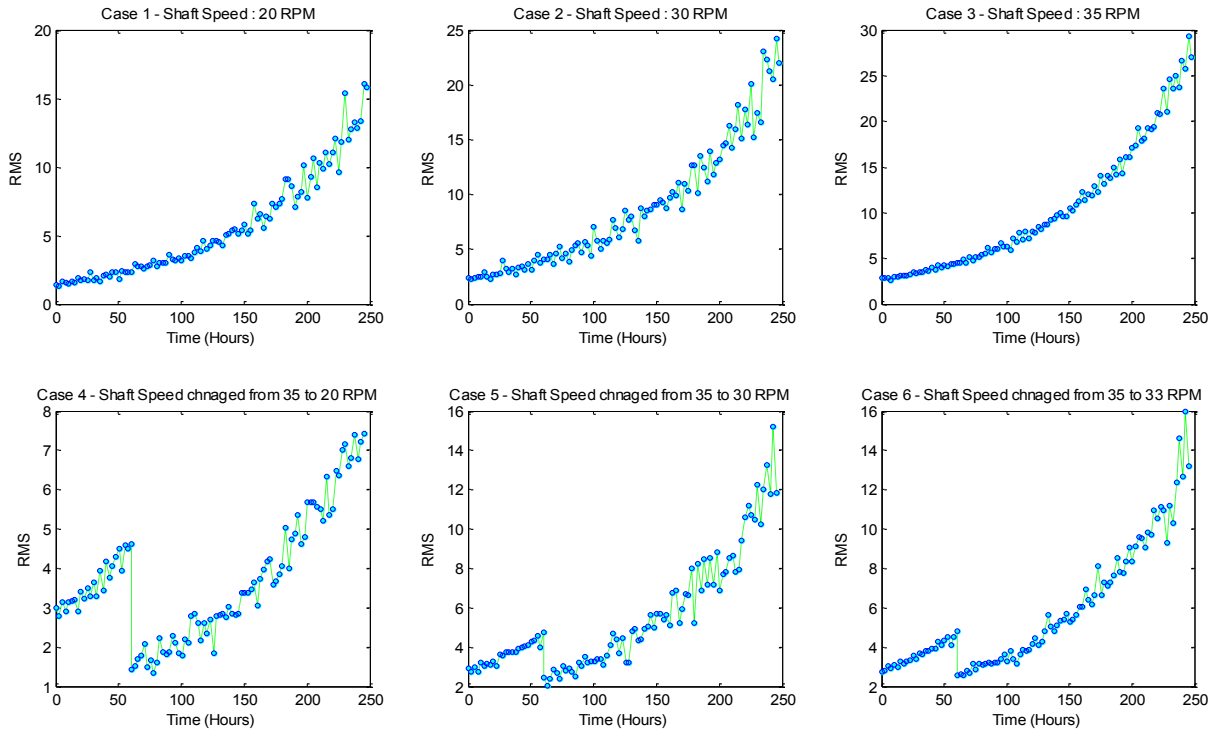 Case 1 - Shaft Speed : 20 RPM
20
15
10
5
0
RMS
0 50 100 150 200 250
Time (Hours)
Case 2 - Shaft Speed : 30 RPM
25
20
15
10
5
0
RMS
0 50 100 150 200 250
Time (Hours)
Case 3 - Shaft Speed : 35 RPM
30
25
20
15
10
5
0
RMS
0 50 100 150 200 250
Time (Hours)
Case 4 - Shaft Speed chnaged from 35 to 20 RPM
8
7
6
5
4
3
2
1
RMS
0 50 100 150 200 250
Time (Hours)
Case 5 - Shaft Speed chnaged from 35 to 30 RPM
16
14
12
10
8
6
4
2
RMS
0 50 100 150 200 250
Time (Hours)
Case 6 - Shaft Speed chnaged from 35 to 33 RPM
16
14
12
10
8
6
4
2
RMS
0 50 100 150 200 250
Time (Hours)